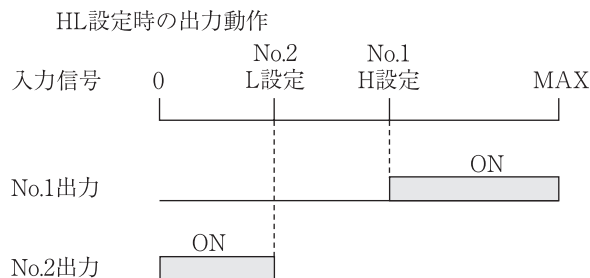 HL設定時の出力動作
No.2 No.1
入力信号 0 L設定 H設定 MAX
ON
No.1出力
ON
No.2出力